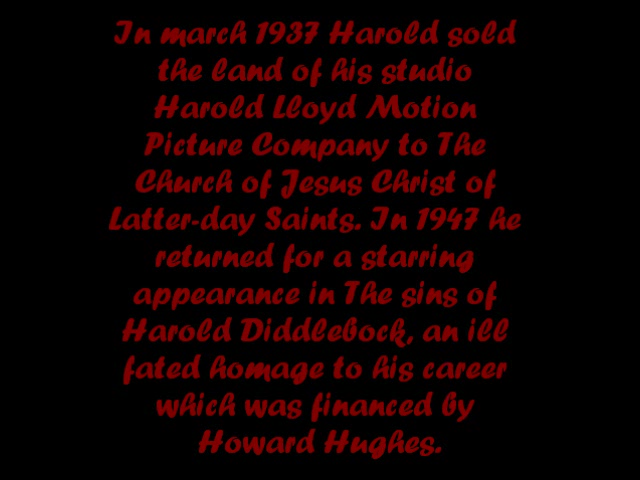 In march 1937 Harold sold
the land of his studio
Harold Lloyd Motion
Picture Company to The
Church of Jesus Christ of
Latter-day Saints. In 1947 he
returned for a starring
appearance in The sins of
Harold Diddlebock, an ill
fated homage to his career
which was financed by
Howard Hughes.